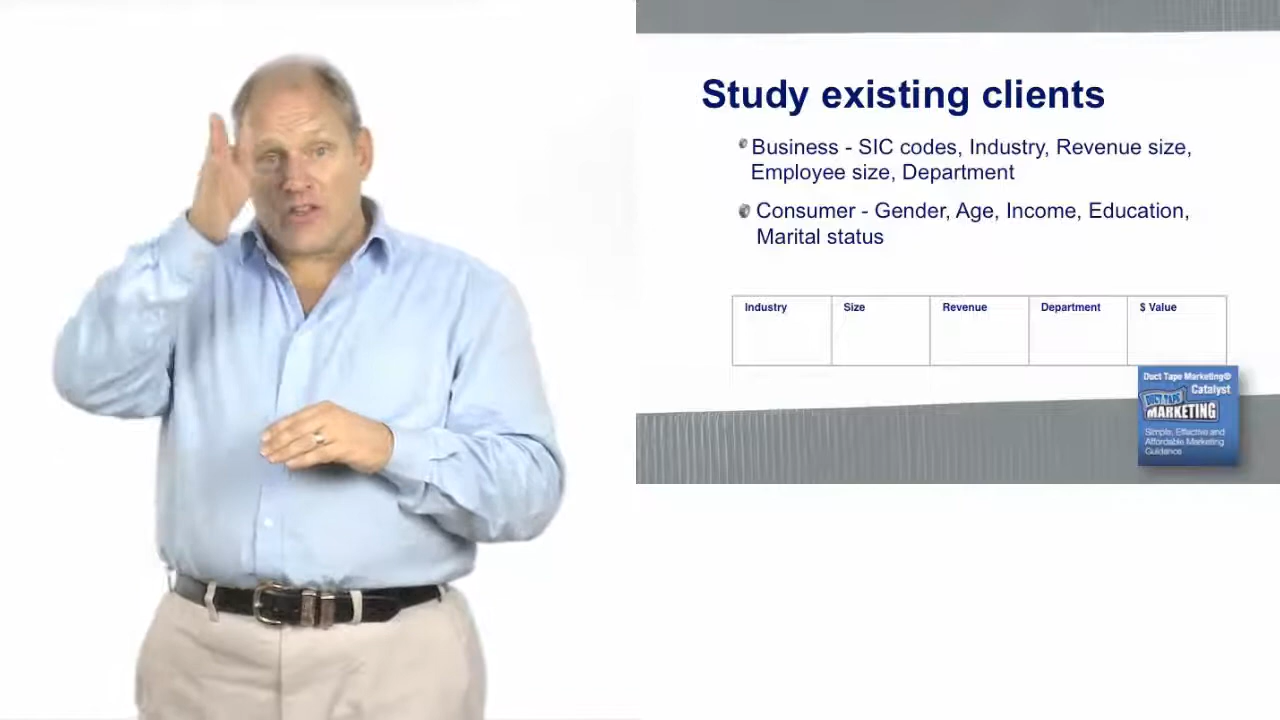 Study existing clients
Business - SIC codes, Industry, Revenue size,
Employee size, Department
Consumer - Gender, Age, Income, Education,
Marital status
Industry Size Revenue Department $ Value
Duct Tape Marketing®
Catalyst
DUCT TAPE
MARKETING
Simple, Effective and
Affordable Marketing
Guidance